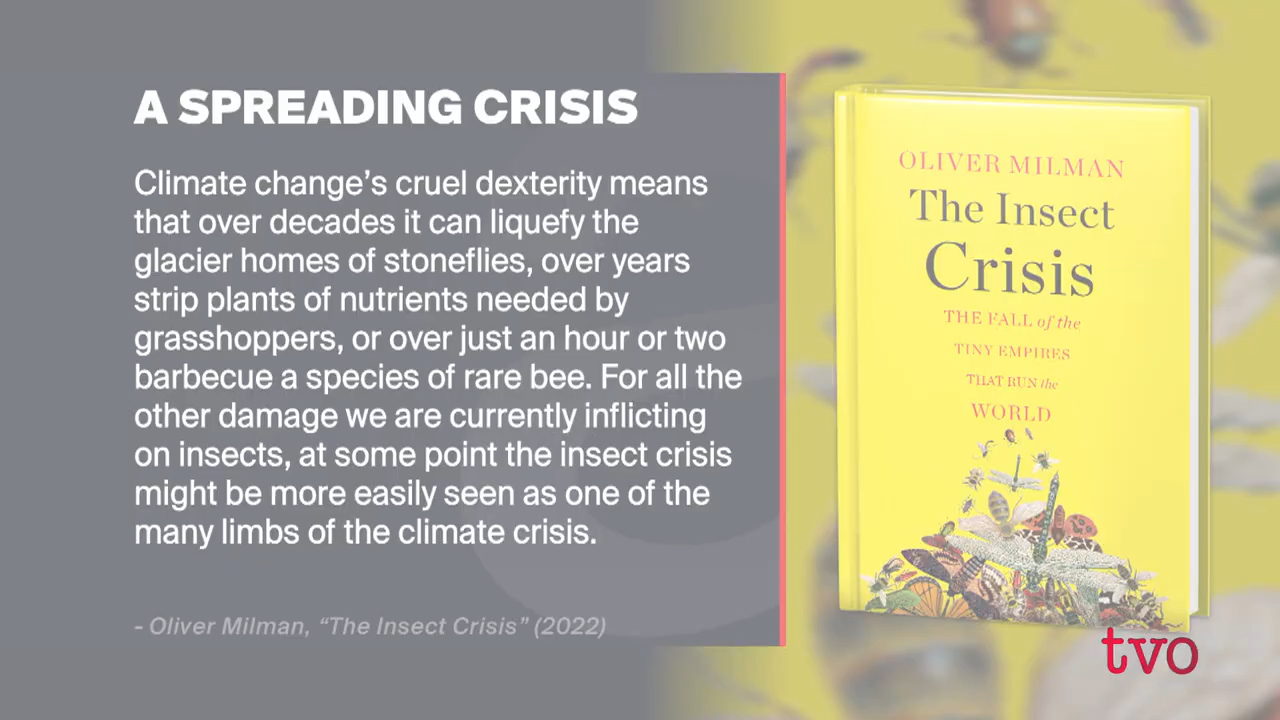 A SPREADING CRISIS
Climate change’s cruel dexterity means
that over decades it can liquefy the
glacier homes of stoneflies, over years
strip plants of nutrients needed by
grasshoppers, or over just an hour or two
barbecue a species of rare bee. For all the
other damage we are currently inflicting
on insects, at some point the insect crisis
might be more easily seen as one of the
many limbs of the climate crisis.
- Oliver Milman, “The Insect Crisis” (2022)
OLIVER MILMAN
The Insect
Crisis
THE FALL of the
TINY EMPIRES
THAT RUN the
WORLD
tvo